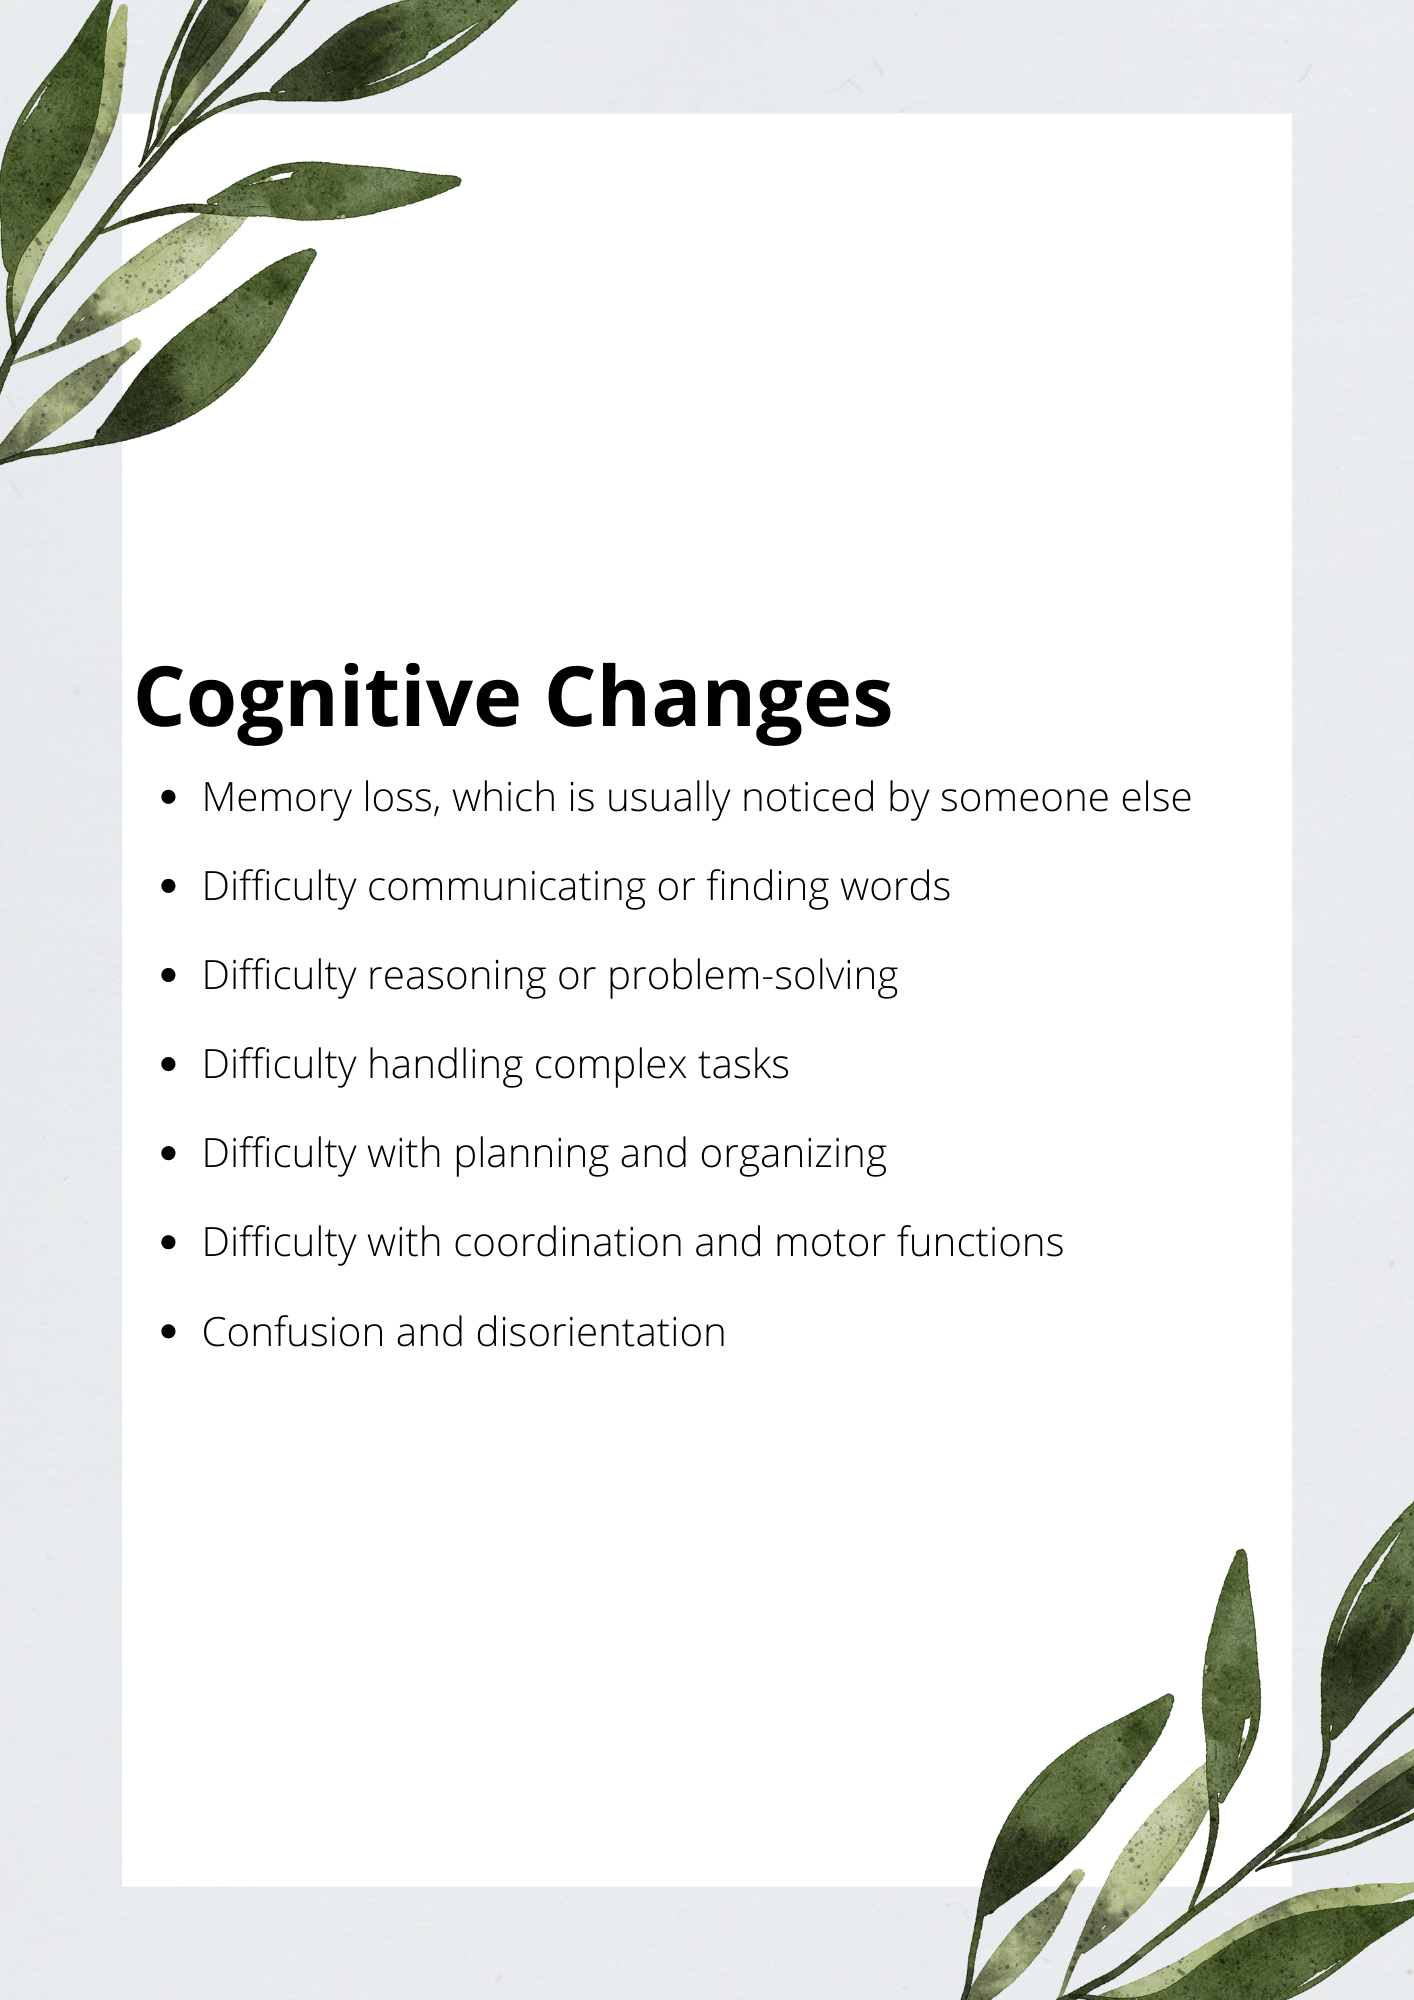 Cognitive Changes
• Memory loss, which is usually noticed by someone else
• Difficulty communicating or finding words
• Difficulty reasoning or problem-solving
• Difficulty handling complex tasks
• Difficulty with planning and organizing
• Difficulty with coordination and motor functions
• Confusion and disorientation